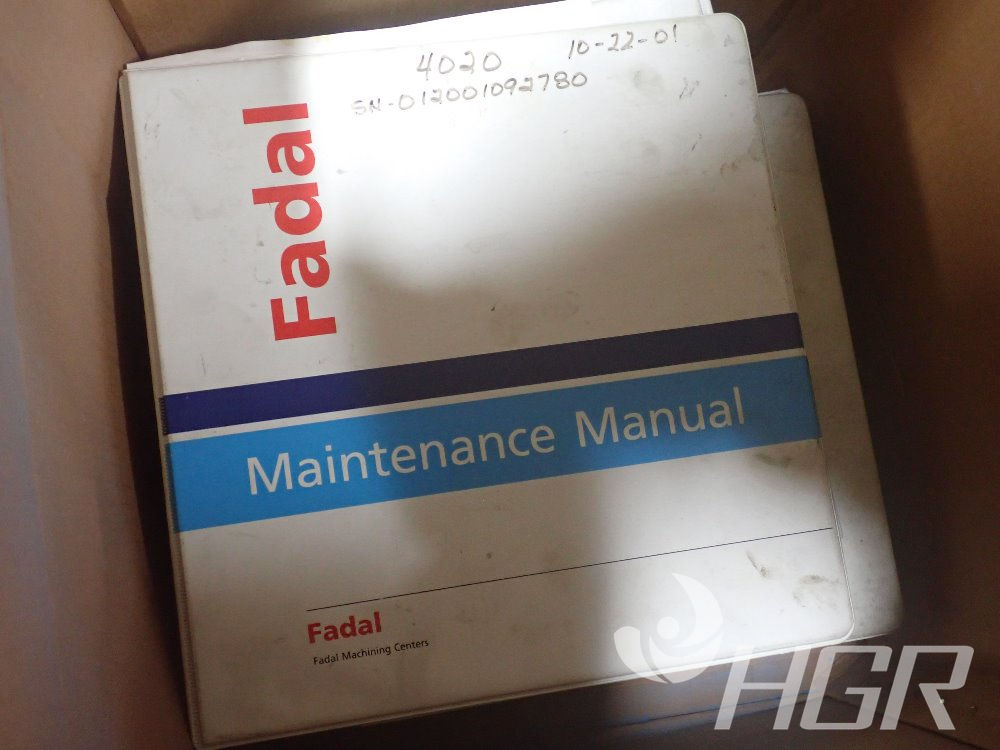 4020 10-22-01
SN-012001092780
Fadal
Maintenance Manual
Fadal
Fadal Machining Centers
HGR